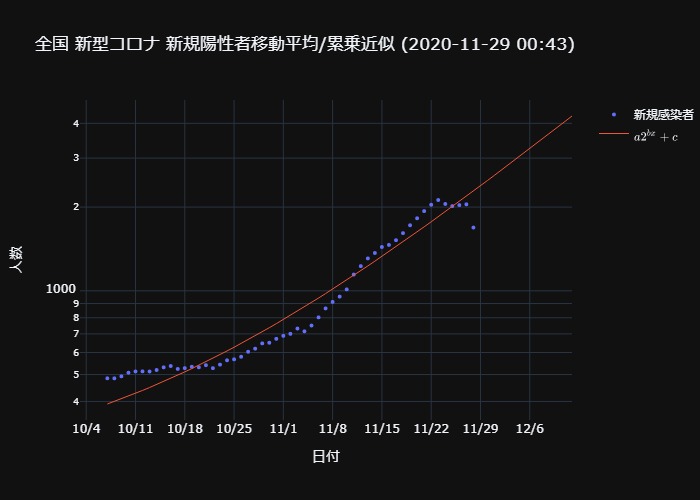 全国 新型コロナ 新規陽性者移動平均/累乗近似 (2020-11-29 00:43)
新規感染者
a2^{bx} + c
4
3
2
1000
9
8
7
6
5
4
人数
10/4 10/11 10/18 10/25 11/1 11/8 11/15 11/22 11/29 12/6
日付